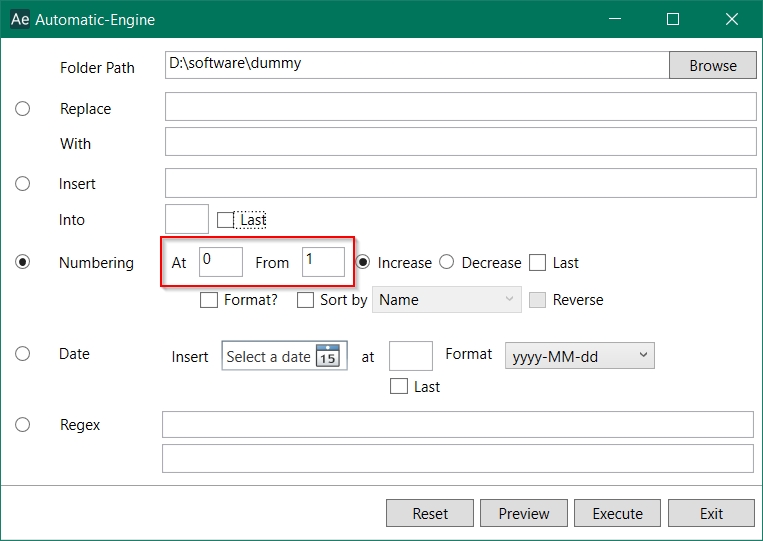 Ae Automatic-Engine
Folder Path D:\software\dummy Browse
Replace
With
Insert
Into Last
Numbering At 0 From 1 Increase Decrease Last
Format? Sort by Name Reverse
Date Insert Select a date 15 at Format yyyy-MM-dd
Last
Regex
Reset Preview Execute Exit